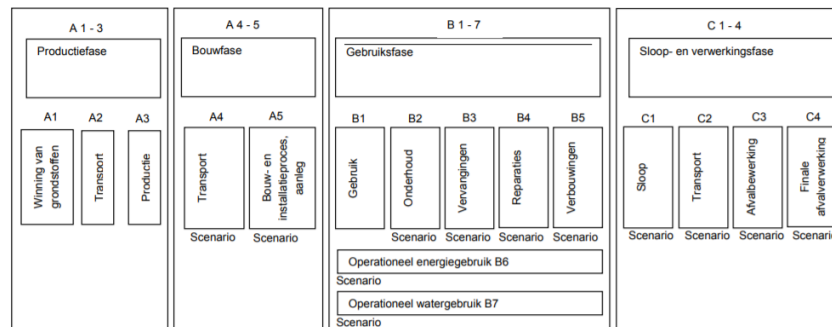 A 1 - 3
Productiefase
A1
A2
A3
Winning van
grondstoffen
Transport
Productie
A 4 - 5
Bouwfase
A4
A5
Transport
Bouw- en
installatieproces,
aanleg
Scenario
Scenario
B 1 - 7
Gebruiksfase
B1
B2
B3
B4
B5
Gebruik
Onderhoud
Vervangingen
Reparaties
Verbouwingen
Scenario
Scenario
Scenario
Scenario
Operationeel energiegebruik B6
Scenario
Operationeel watergebruik B7
Scenario
C 1 - 4
Sloop- en verwerkingsfase
C1
C2
C3
C4
Sloop
Transport
Afvalbewerking
Finale
afvalverwerking
Scenario
Scenario
Scenario
Scenario